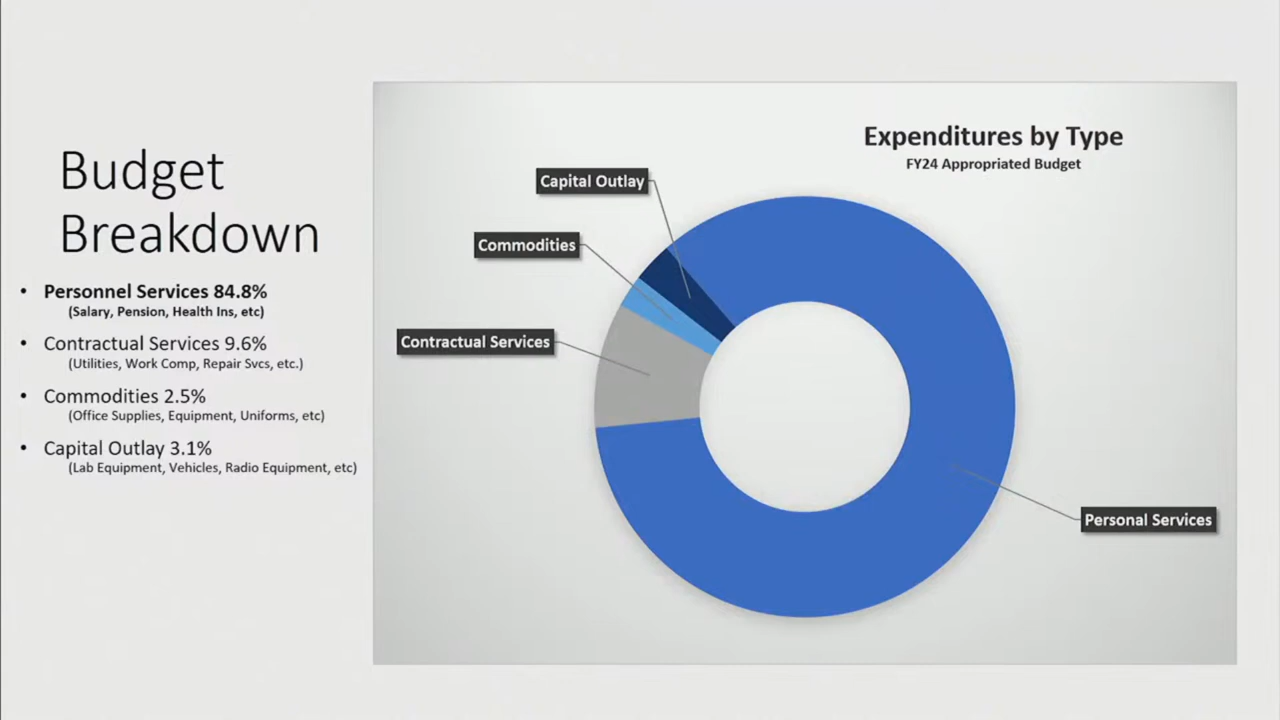 Budget
Breakdown
• Personnel Services 84.8%
(Salary, Pension, Health Ins, etc)
• Contractual Services 9.6%
(Utilities, Work Comp, Repair Svcs, etc.)
• Commodities 2.5%
(Office Supplies, Equipment, Uniforms, etc)
• Capital Outlay 3.1%
(Lab Equipment, Vehicles, Radio Equipment, etc)
Expenditures by Type
FY24 Appropriated Budget
Capital Outlay
Commodities
Contractual Services
Personal Services